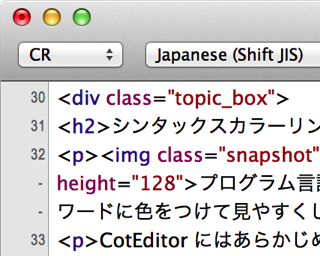 CR Japanese (Shift JIS)
30 <div class="topic_box">
31 <h2>シンタックスカラーリン
32 <p><img class="snapshot"
- height="128">プログラム言語
- ワードに色をつけて見やすくし
33 <p>CotEditor にはあらかじめ